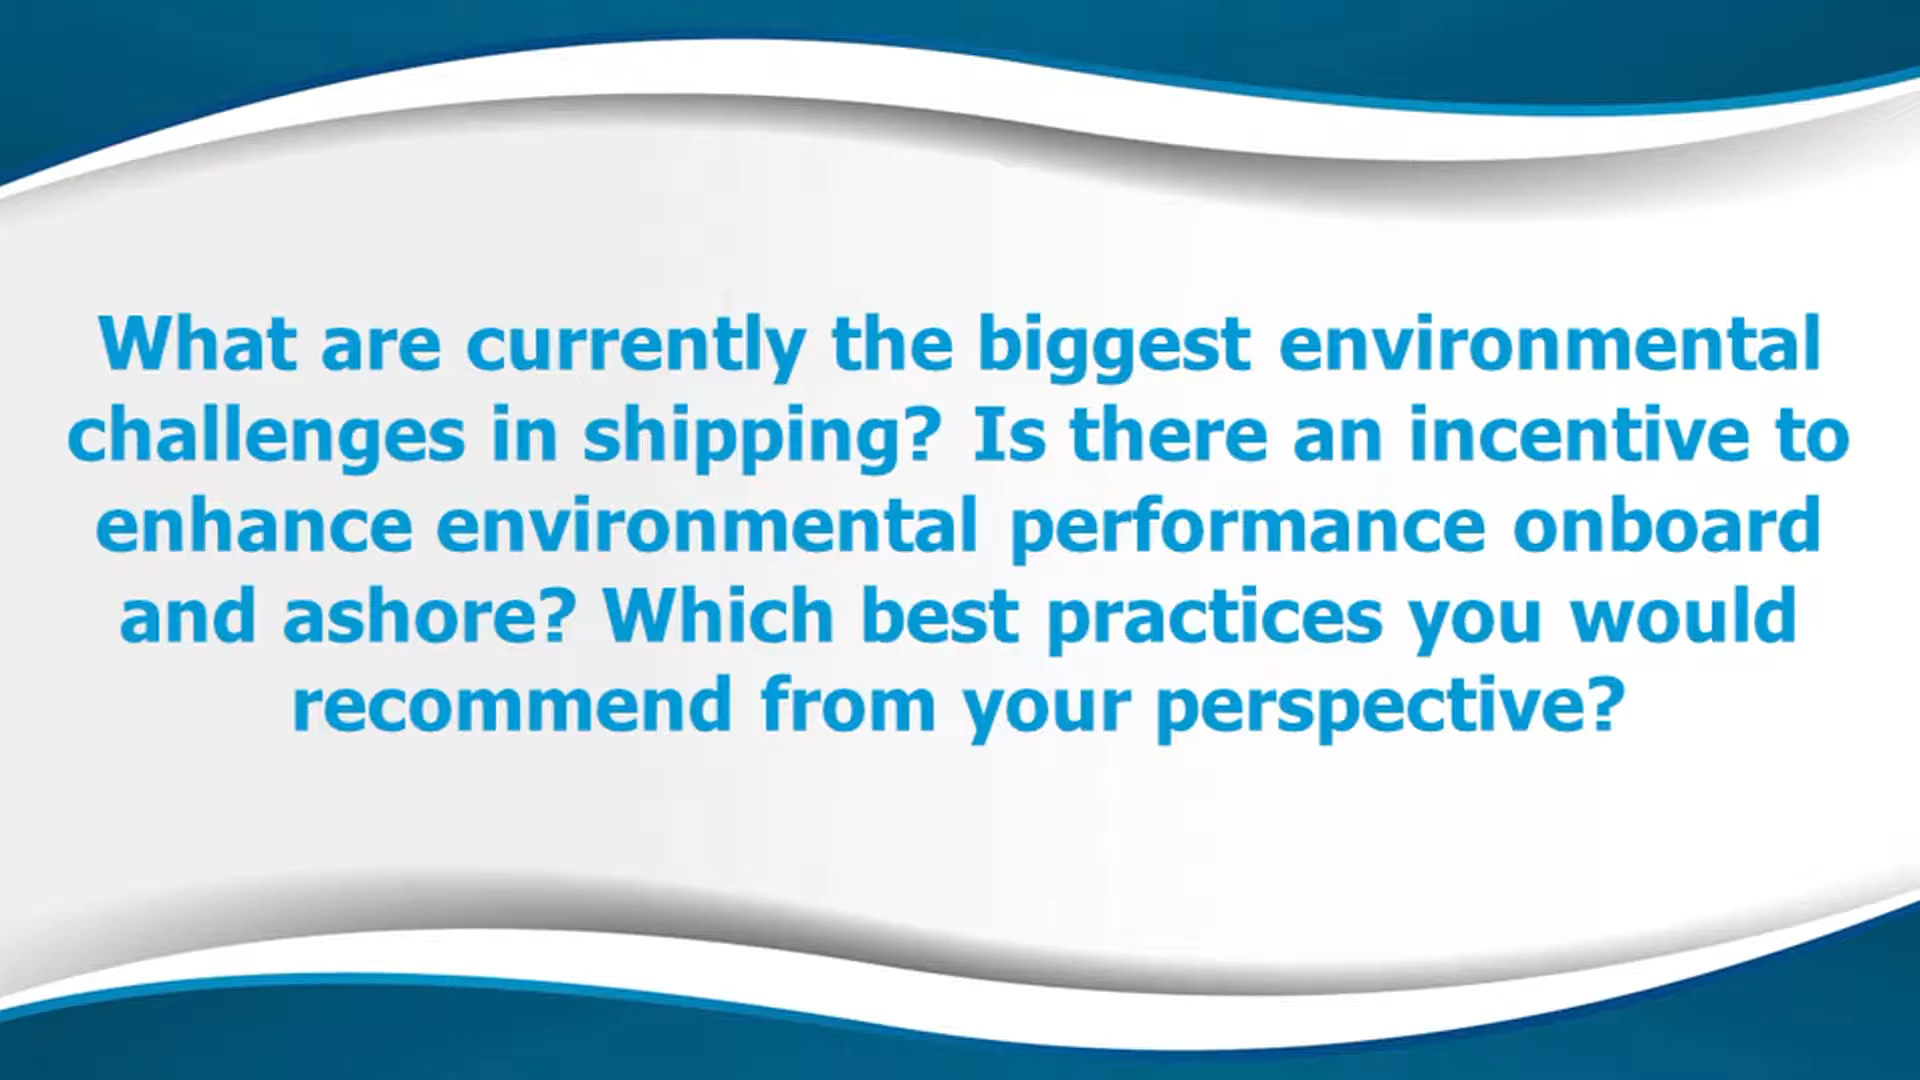 What are currently the biggest environmental
challenges in shipping? Is there an incentive to
enhance environmental performance onboard
and ashore? Which best practices you would
recommend from your perspective?